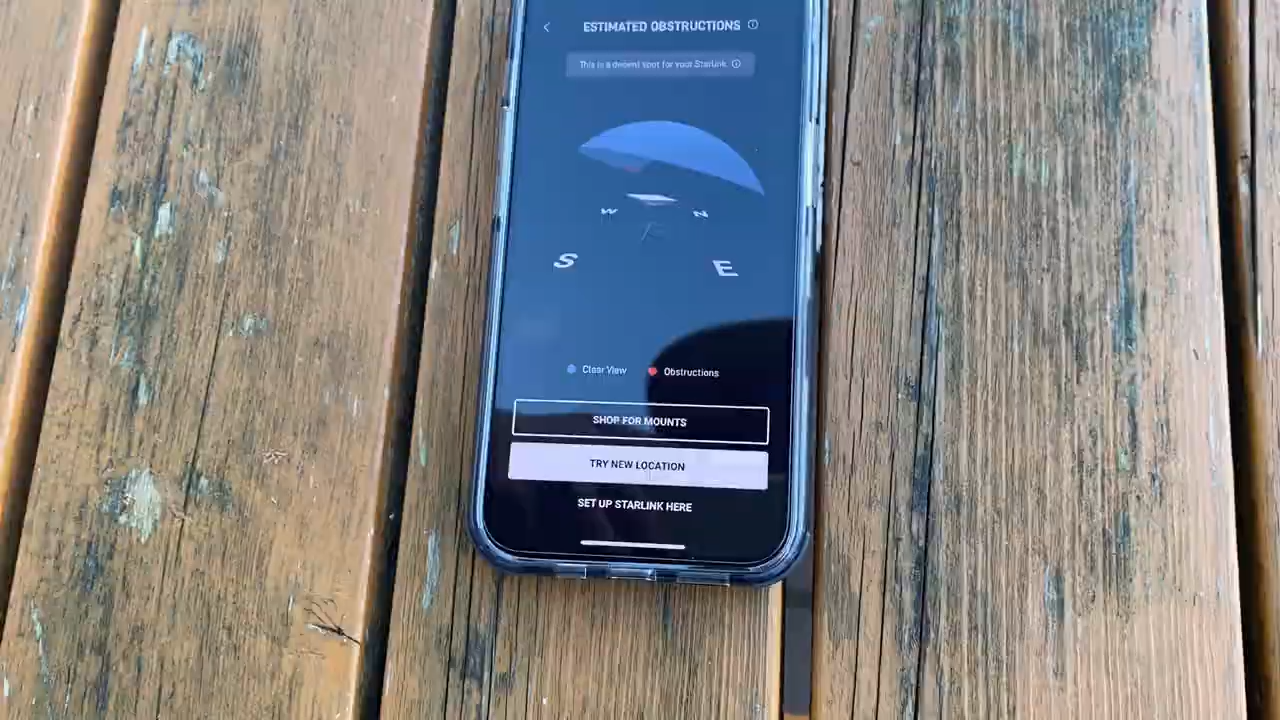 ESTIMATED OBSTRUCTIONS
This is a decent spot for your Starlink
W N
S E
Clear View Obstructions
SHOP FOR MOUNTS
TRY NEW LOCATION
SET UP STARLINK HERE